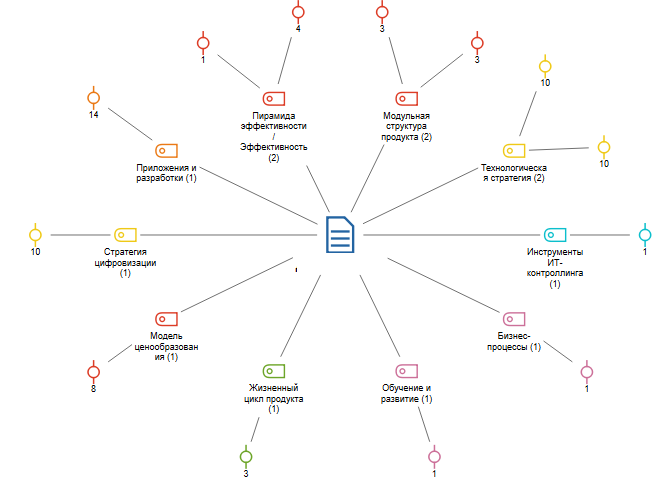 4
3
1
3
10
14
Пирамида
эффективности
/
Эффективность
(2)
Модульная
структура
продукта (2)
10
Приложения и
разработки (1)
Технологическа
я стратегия (2)
10
Стратегия
цифровизации
(1)
Инструменты
ИТ-
контроллинга
(1)
1
Модель
ценообразован
ия (1)
Бизнес-
процессы (1)
8
Жизненный
цикл продукта
(1)
Обучение и
развитие (1)
1
3
1